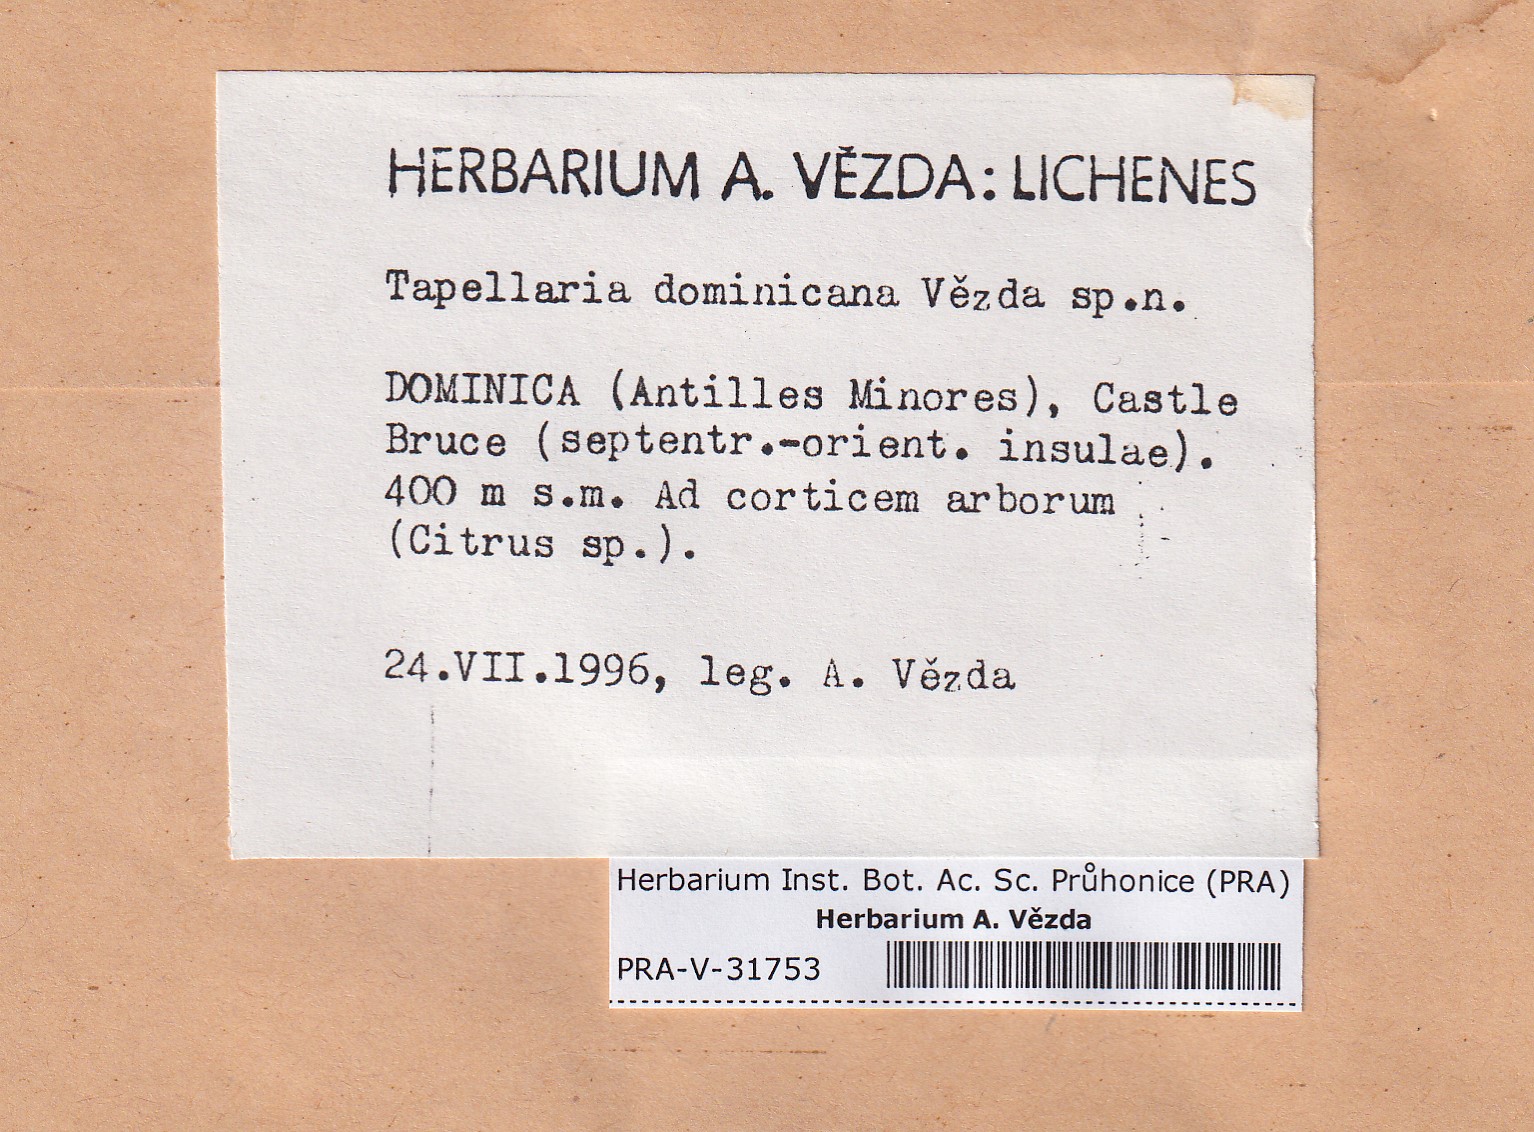 HERBARIUM A. VĚZDA: LICHENES
Tapellaria dominicana Vězda sp.n.
DOMINICA (Antilles Minores), Castle
Bruce (septentr.-orient. insulae).
400 m s.m. Ad corticem arborum
(Citrus sp.).
24.VII.1996, leg. A. Vězda
Herbarium Inst. Bot. Ac. Sc. Průhonice (PRA)
Herbarium A. Vězda
PRA-V-31753